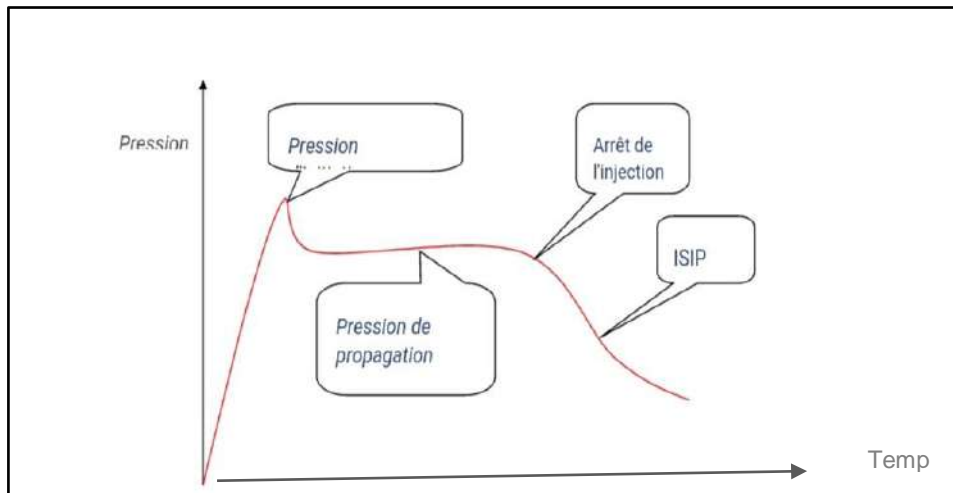 Pression
Pression
Arrêt de
l'injection
ISIP
Pression de
propagation
Temp